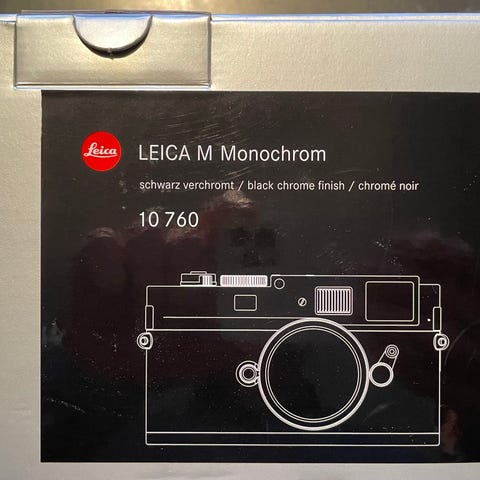 Leica
LEICA M Monochrom
schwarz verchromt / black chrome finish / chromé noir
10 760